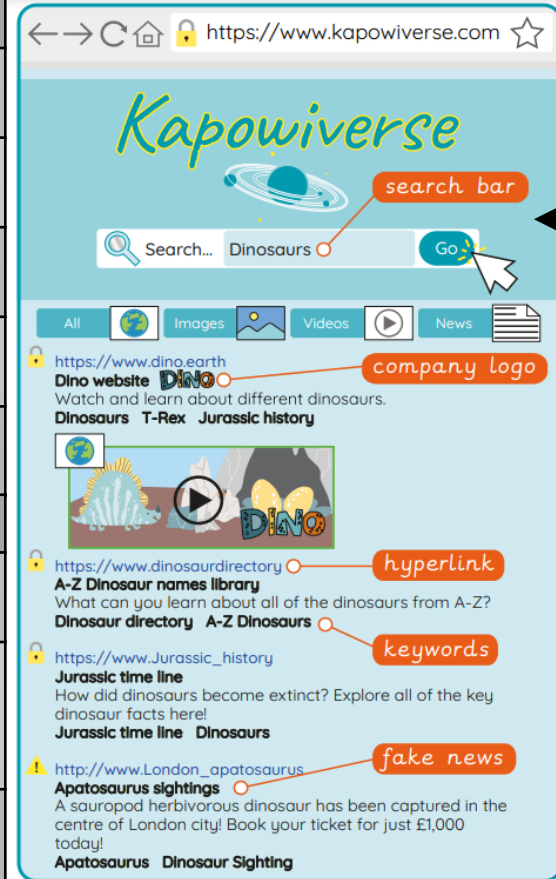 https://www.kapowiverse.com
Kapowiverse
search bar
Search... Dinosaurs Go
All Images Videos News
https://www.dino.earth
company logo
Dino website DINO
Watch and learn about different dinosaurs.
Dinosaurs T-Rex Jurassic history
DINO
https://www.dinosaurdirectory
hyperlink
A-Z Dinosaur names library
What can you learn about all of the dinosaurs from A-Z?
Dinosaur directory A-Z Dinosaurs
keywords
https://www.Jurassic_history
Jurassic time line
How did dinosaurs become extinct? Explore all of the key
dinosaur facts here!
Jurassic time line Dinosaurs
fake news
http://www.London_apatosaurus
Apatosaurus sightings
A sauropod herbivorous dinosaur has been captured in the
centre of London city! Book your ticket for just £1,000
today!
Apatosaurus Dinosaur Sighting